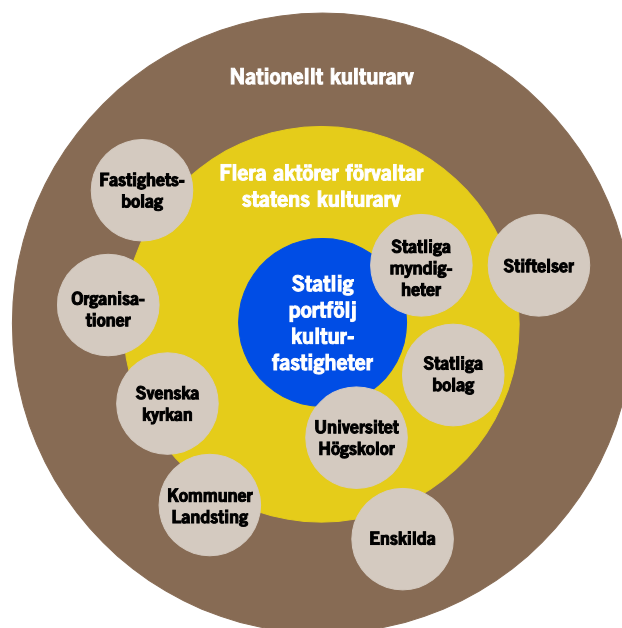 Nationellt kulturarv
Flera aktörer förvaltar
statens kulturarv
Fastighets-
bolag
Statliga
myndig-
heter
Stiftelser
Organisa-
tioner
Statlig
portfölj
kultur-
fastigheter
Statliga
bolag
Svenska
kyrkan
Universitet
Högskolor
Kommuner
Landsting
Enskilda